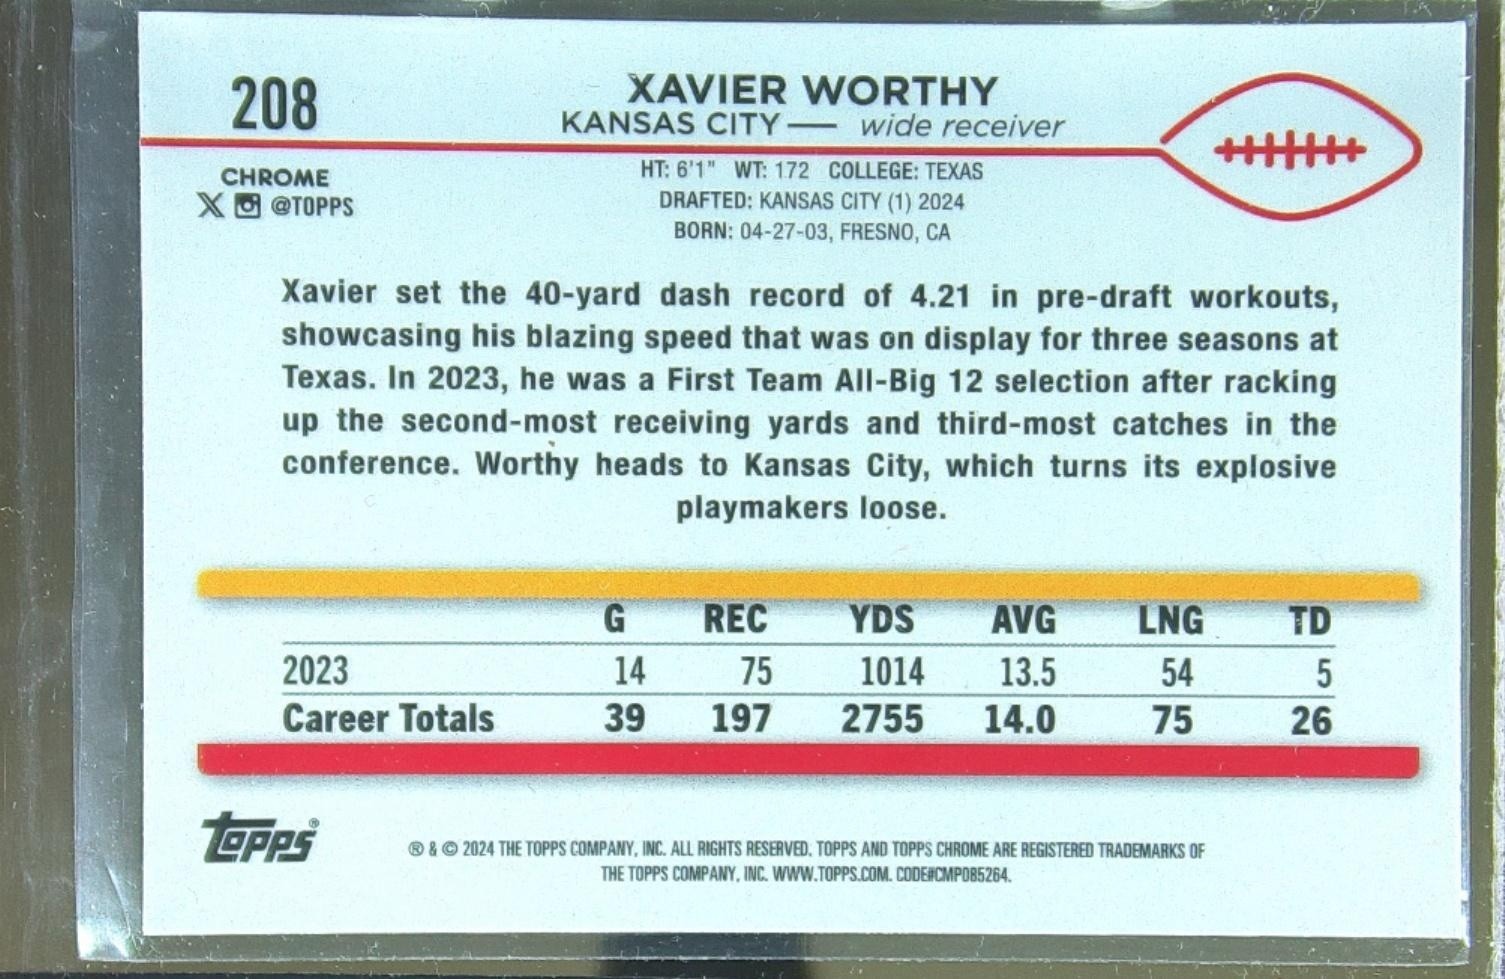 208
XAVIER WORTHY
KANSAS CITY — wide receiver
CHROME
X @TOPPS
HT: 6'1" WT: 172 COLLEGE: TEXAS
DRAFTED: KANSAS CITY (1) 2024
BORN: 04-27-03, FRESNO, CA
Xavier set the 40-yard dash record of 4.21 in pre-draft workouts,
showcasing his blazing speed that was on display for three seasons at
Texas. In 2023, he was a First Team All-Big 12 selection after racking
up the second-most receiving yards and third-most catches in the
conference. Worthy heads to Kansas City, which turns its explosive
playmakers loose.
G REC YDS AVG LNG TD
2023 14 75 1014 13.5 54 5
Career Totals 39 197 2755 14.0 75 26
Topps®
® & © 2024 THE TOPPS COMPANY, INC. ALL RIGHTS RESERVED. TOPPS AND TOPPS CHROME ARE REGISTERED TRADEMARKS OF
THE TOPPS COMPANY, INC. WWW.TOPPS.COM. CODE#CMP085264.